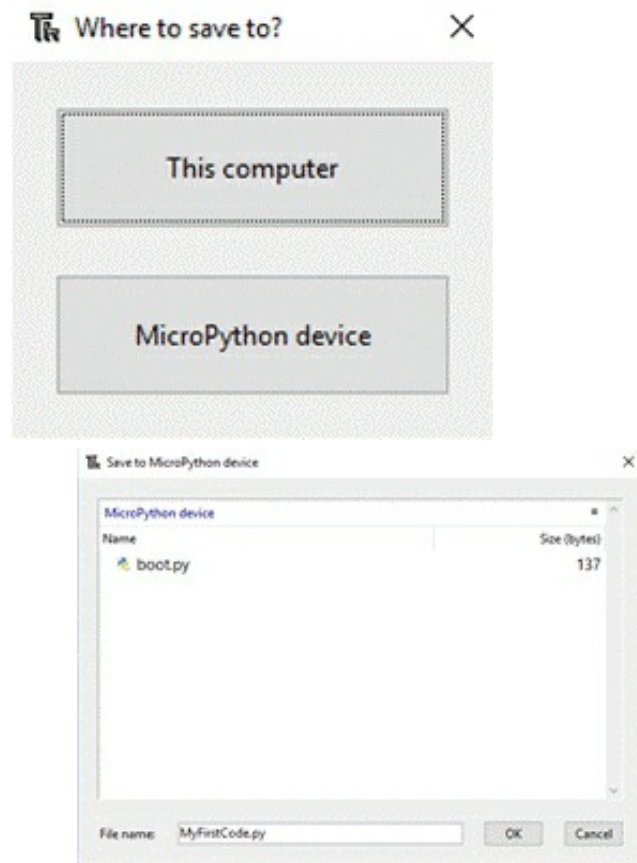 Where to save to?
This computer
MicroPython device
Save to MicroPython device
MicroPython device
Name Size (bytes)
boot.py 137
File name: MyFirstCode.py OK Cancel